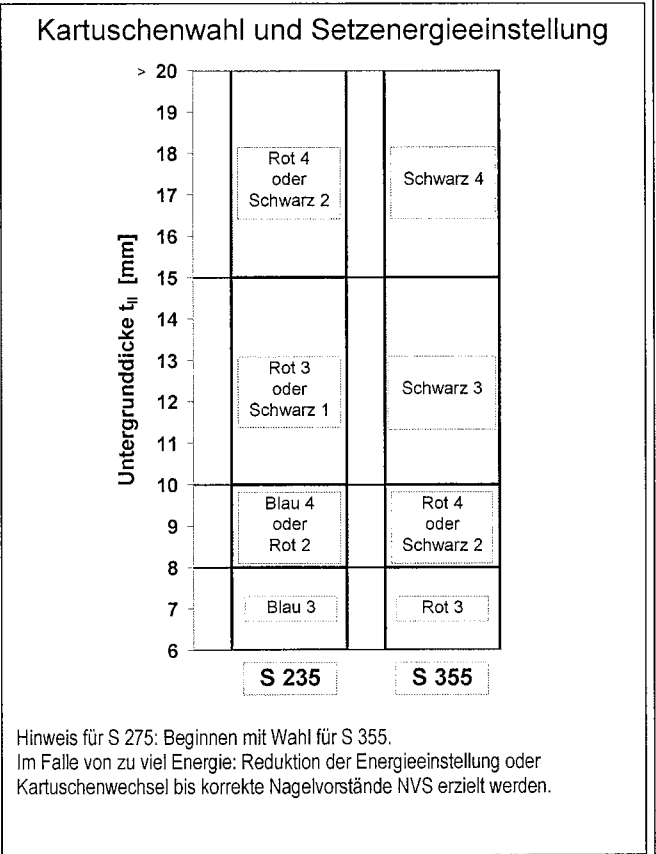 Kartuschenwahl und Setzenergieeinstellung
Untergrunddicke t_II [mm]
> 20
19
18
17
16
15
14
13
12
11
10
9
8
7
6
Rot 4
oder
Schwarz 2
Schwarz 4
Rot 3
oder
Schwarz 1
Schwarz 3
Blau 4
oder
Rot 2
Rot 4
oder
Schwarz 2
Blau 3
Rot 3
S 235
S 355
Hinweis für S 275: Beginnen mit Wahl für S 355.
Im Falle von zu viel Energie: Reduktion der Energieeinstellung oder
Kartuschenwechsel bis korrekte Nagelvorstände NVS erzielt werden.